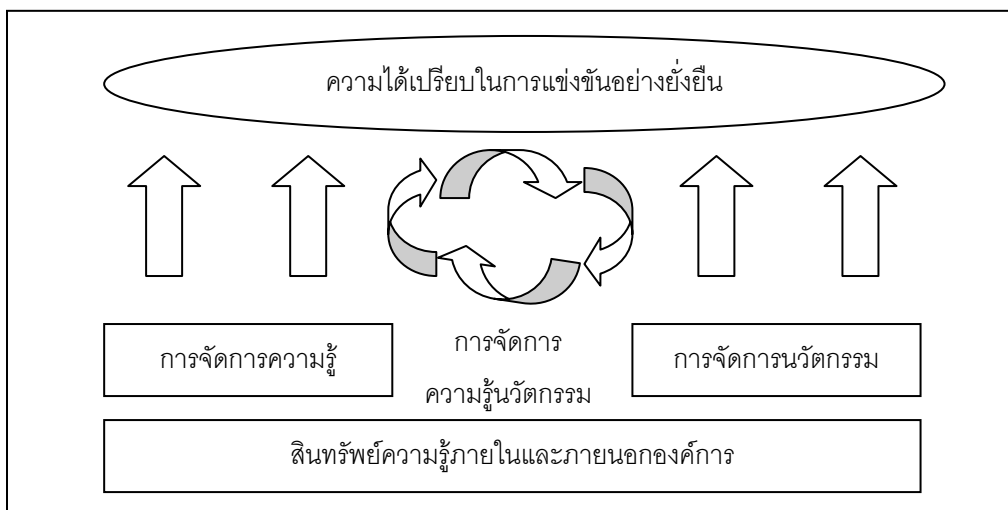 ความได้เปรียบในการแข่งขันอย่างยั่งยืน
การจัดการความรู้
การจัดการ
ความรู้นวัตกรรม
การจัดการนวัตกรรม
สินทรัพย์ความรู้ภายในและภายนอกองค์การ